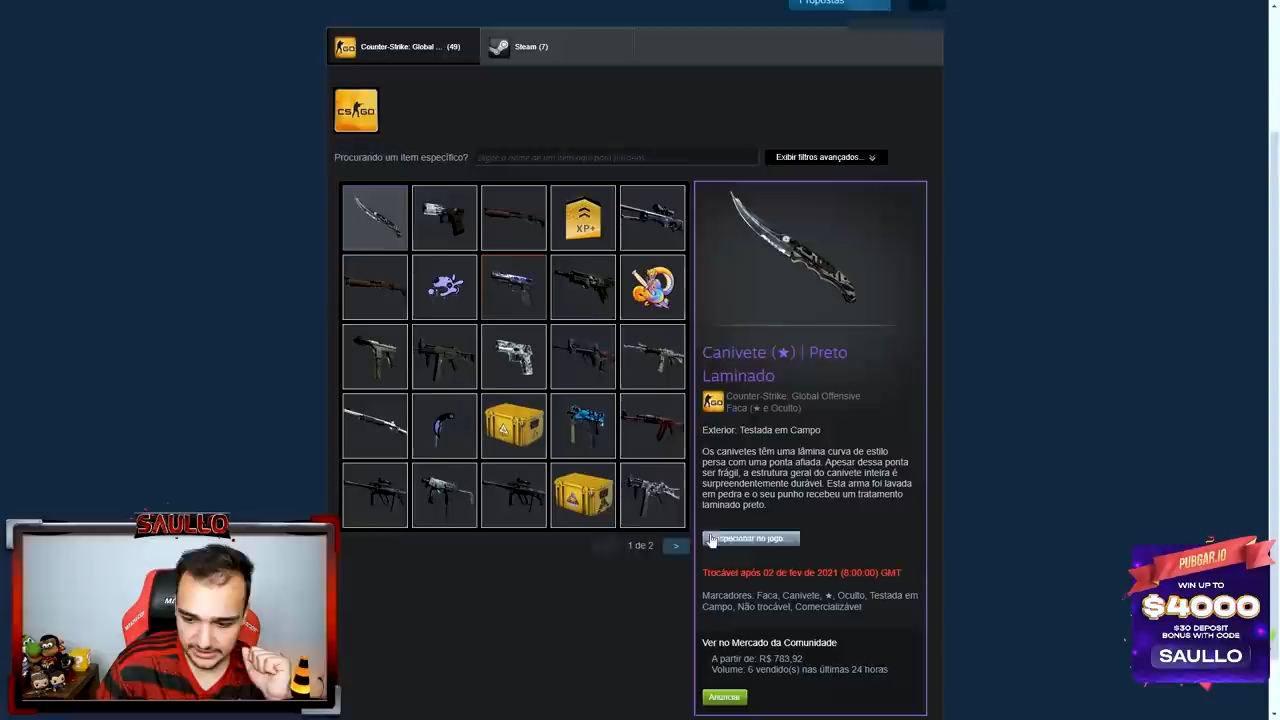 Propostas
Counter-Strike: Global ... (49)
Steam (7)
CS GO
Procurando um item específico?
Exibir filtros avançados...
XP+
Canivete (★) | Preto
Laminado
Counter-Strike: Global Offensive
Faca (★ e Oculto)
Exterior: Testada em Campo
Os canivetes têm uma lâmina curva de estilo
persa com uma ponta afiada. Apesar dessa ponta
ser frágil, a estrutura geral do canivete inteira é
surpreendentemente durável. Esta arma foi lavada
em pedra e o seu punho recebeu um tratamento
laminado preto.
Inspecionar no jogo...
1 de 2 >
Trocável após 02 de fev de 2021 (8:00:00) GMT
Marcadores: Faca, Canivete, ★, Oculto, Testada em
Campo, Não trocável, Comercializável
Ver no Mercado da Comunidade
A partir de: R$ 783,92
Volume: 6 vendido(s) nas últimas 24 horas
Anunciar
SAULLO
PUBGAR.IO
WIN UP TO
$4000
$30 DEPOSIT
BONUS WITH CODE
SAULLO